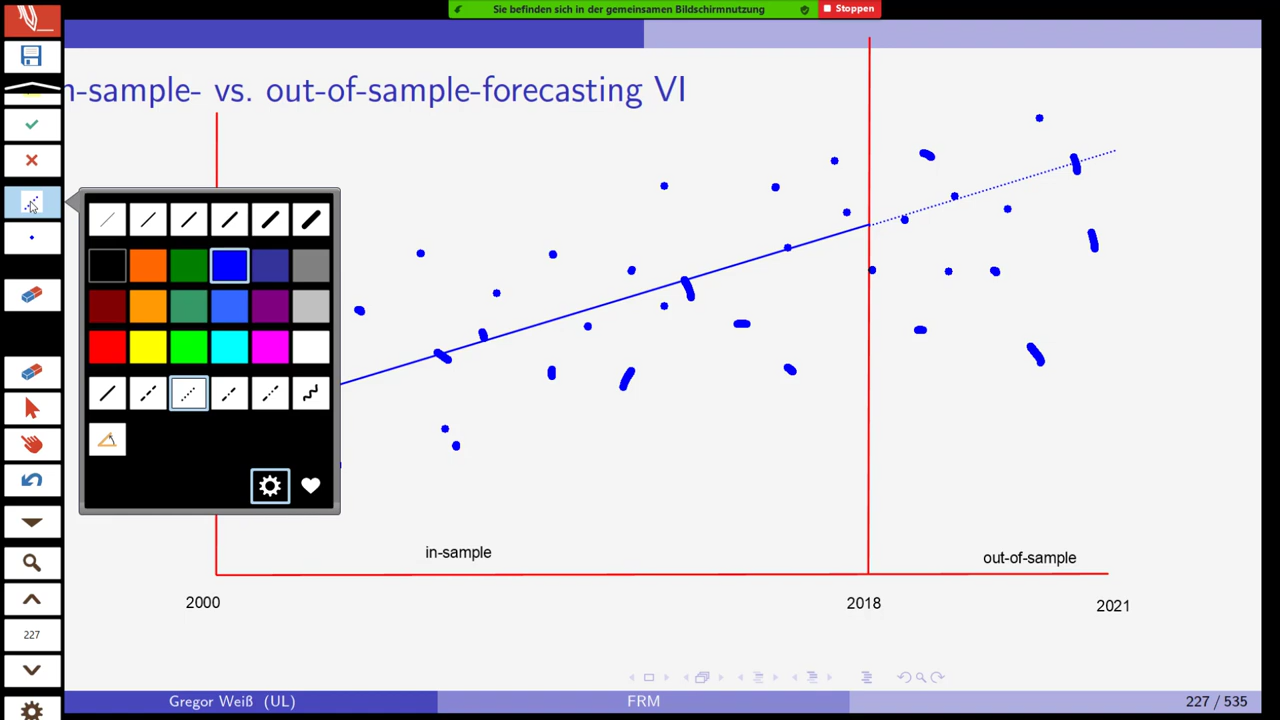 Sie befinden sich in der gemeinsamen Bildschirmnutzung
Stoppen
n-sample- vs. out-of-sample-forecasting VI
in-sample
out-of-sample
2000
2018
2021
227
Gregor Weiß (UL)
FRM
227 / 535